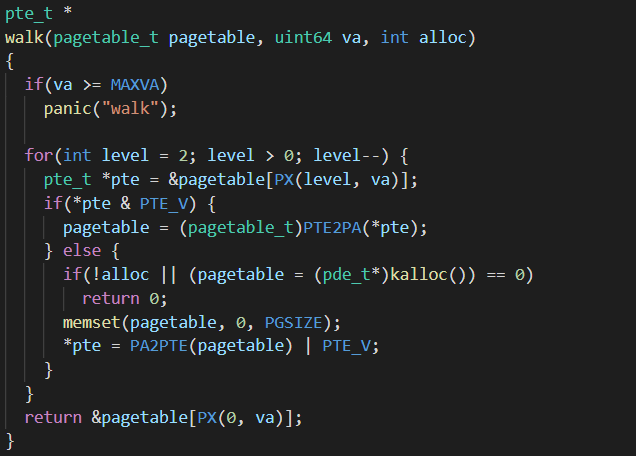 pte_t *
walk(pagetable_t pagetable, uint64 va, int alloc)
{
  if(va >= MAXVA)
    panic("walk");

  for(int level = 2; level > 0; level--) {
    pte_t *pte = &pagetable[PX(level, va)];
    if(*pte & PTE_V) {
      pagetable = (pagetable_t)PTE2PA(*pte);
    } else {
      if(!alloc || (pagetable = (pde_t*)kalloc()) == 0)
        return 0;
      memset(pagetable, 0, PGSIZE);
      *pte = PA2PTE(pagetable) | PTE_V;
    }
  }
  return &pagetable[PX(0, va)];
}